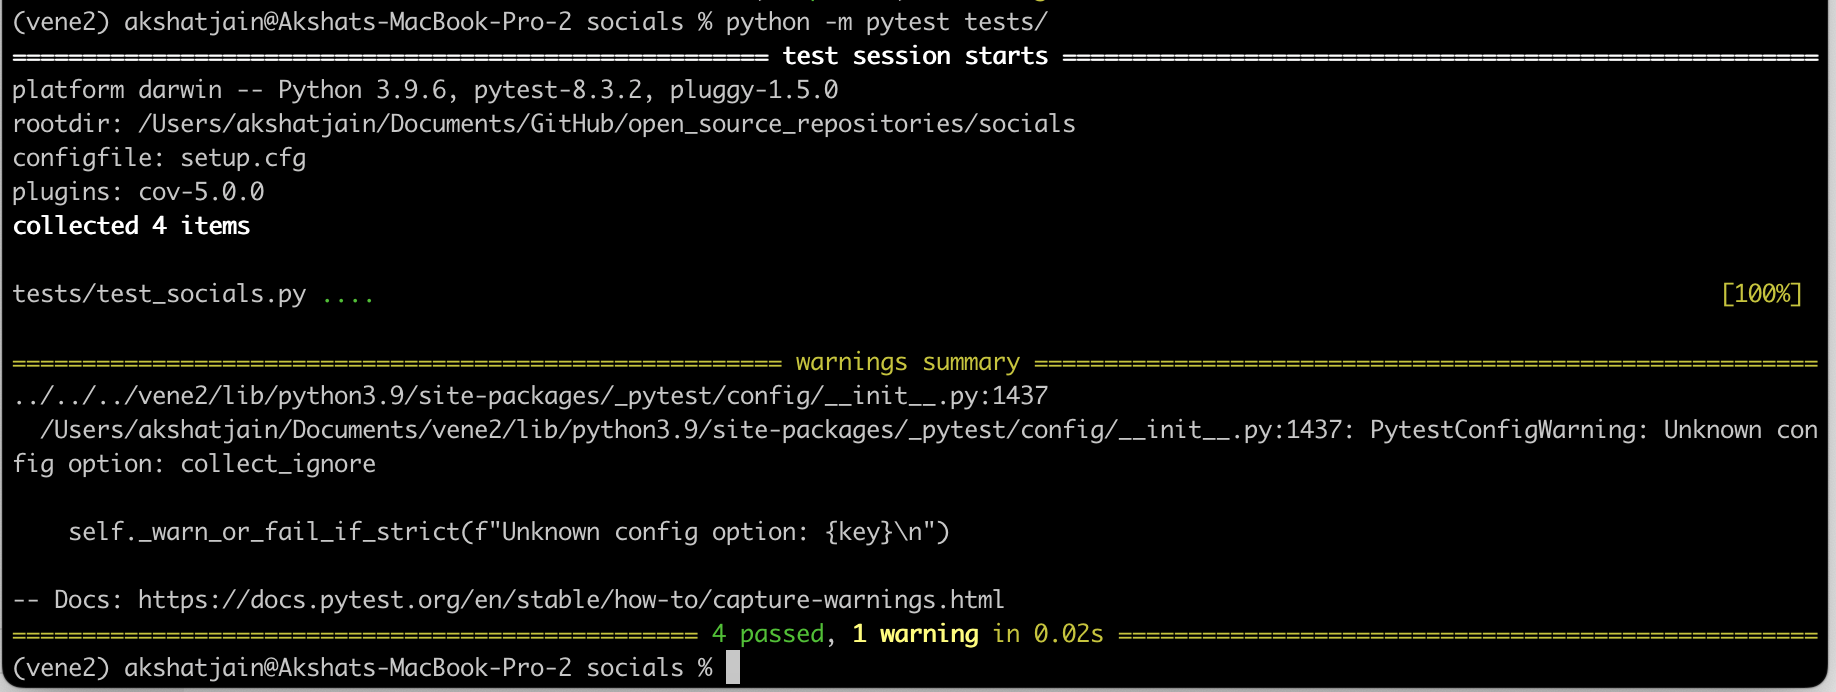 (vene2) akshatjain@Akshats-MacBook-Pro-2 socials % python -m pytest tests/
====================================================== test session starts ======================================================
platform darwin -- Python 3.9.6, pytest-8.3.2, pluggy-1.5.0
rootdir: /Users/akshatjain/Documents/GitHub/open_source_repositories/socials
configfile: setup.cfg
plugins: cov-5.0.0
collected 4 items
tests/test_socials.py .... [100%]
======================================================= warnings summary ========================================================
../../../vene2/lib/python3.9/site-packages/_pytest/config/__init__.py:1437
  /Users/akshatjain/Documents/vene2/lib/python3.9/site-packages/_pytest/config/__init__.py:1437: PytestConfigWarning: Unknown con
fig option: collect_ignore
    self._warn_or_fail_if_strict(f"Unknown config option: {key}\n")
-- Docs: https://docs.pytest.org/en/stable/how-to/capture-warnings.html
================================================= 4 passed, 1 warning in 0.02s ==================================================
(vene2) akshatjain@Akshats-MacBook-Pro-2 socials %